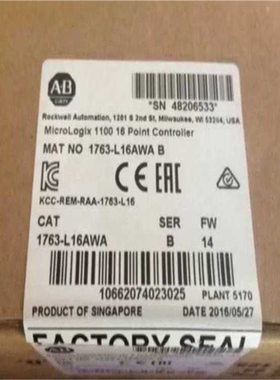 AB
"SN 48206533"
Rockwell Automation, 1201 S 2nd St, Milwaukee, WI 53204, USA
MicroLogix 1100 16 Point Controller
MAT NO 1763-L16AWA B
CE EAC
KCC-REM-RAA-1763-L16
CAT SER FW
1763-L16AWA B 14
10662074023025 PLANT 5170
PRODUCT OF SINGAPORE DATE 2016/05/27
FACTORY SEAL